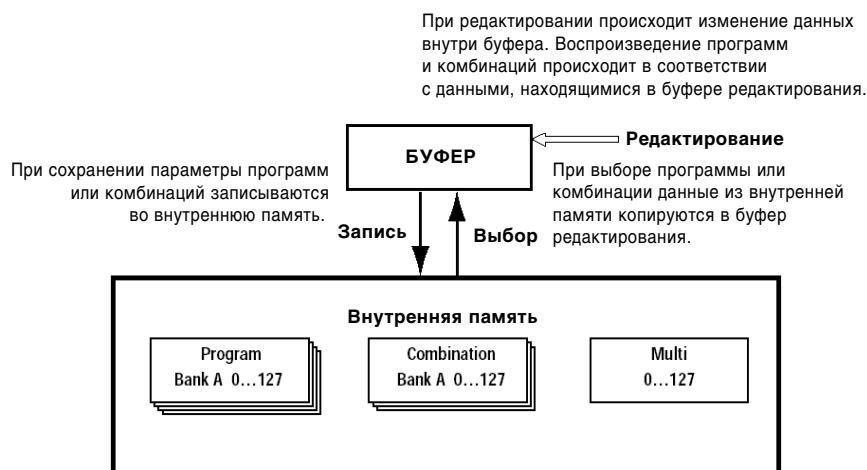 При редактировании происходит изменение данных
внутри буфера. Воспроизведение программ
и комбинаций происходит в соответствии
с данными, находящимися в буфере редактирования.
БУФЕР
Редактирование
При сохранении параметры программ
или комбинаций записываются
во внутреннюю память.
При выборе программы или
комбинации данные из внутренней
памяти копируются в буфер
редактирования.
Запись
Выбор
Внутренняя память
Program
Bank A 0...127
Combination
Bank A 0...127
Multi
0...127